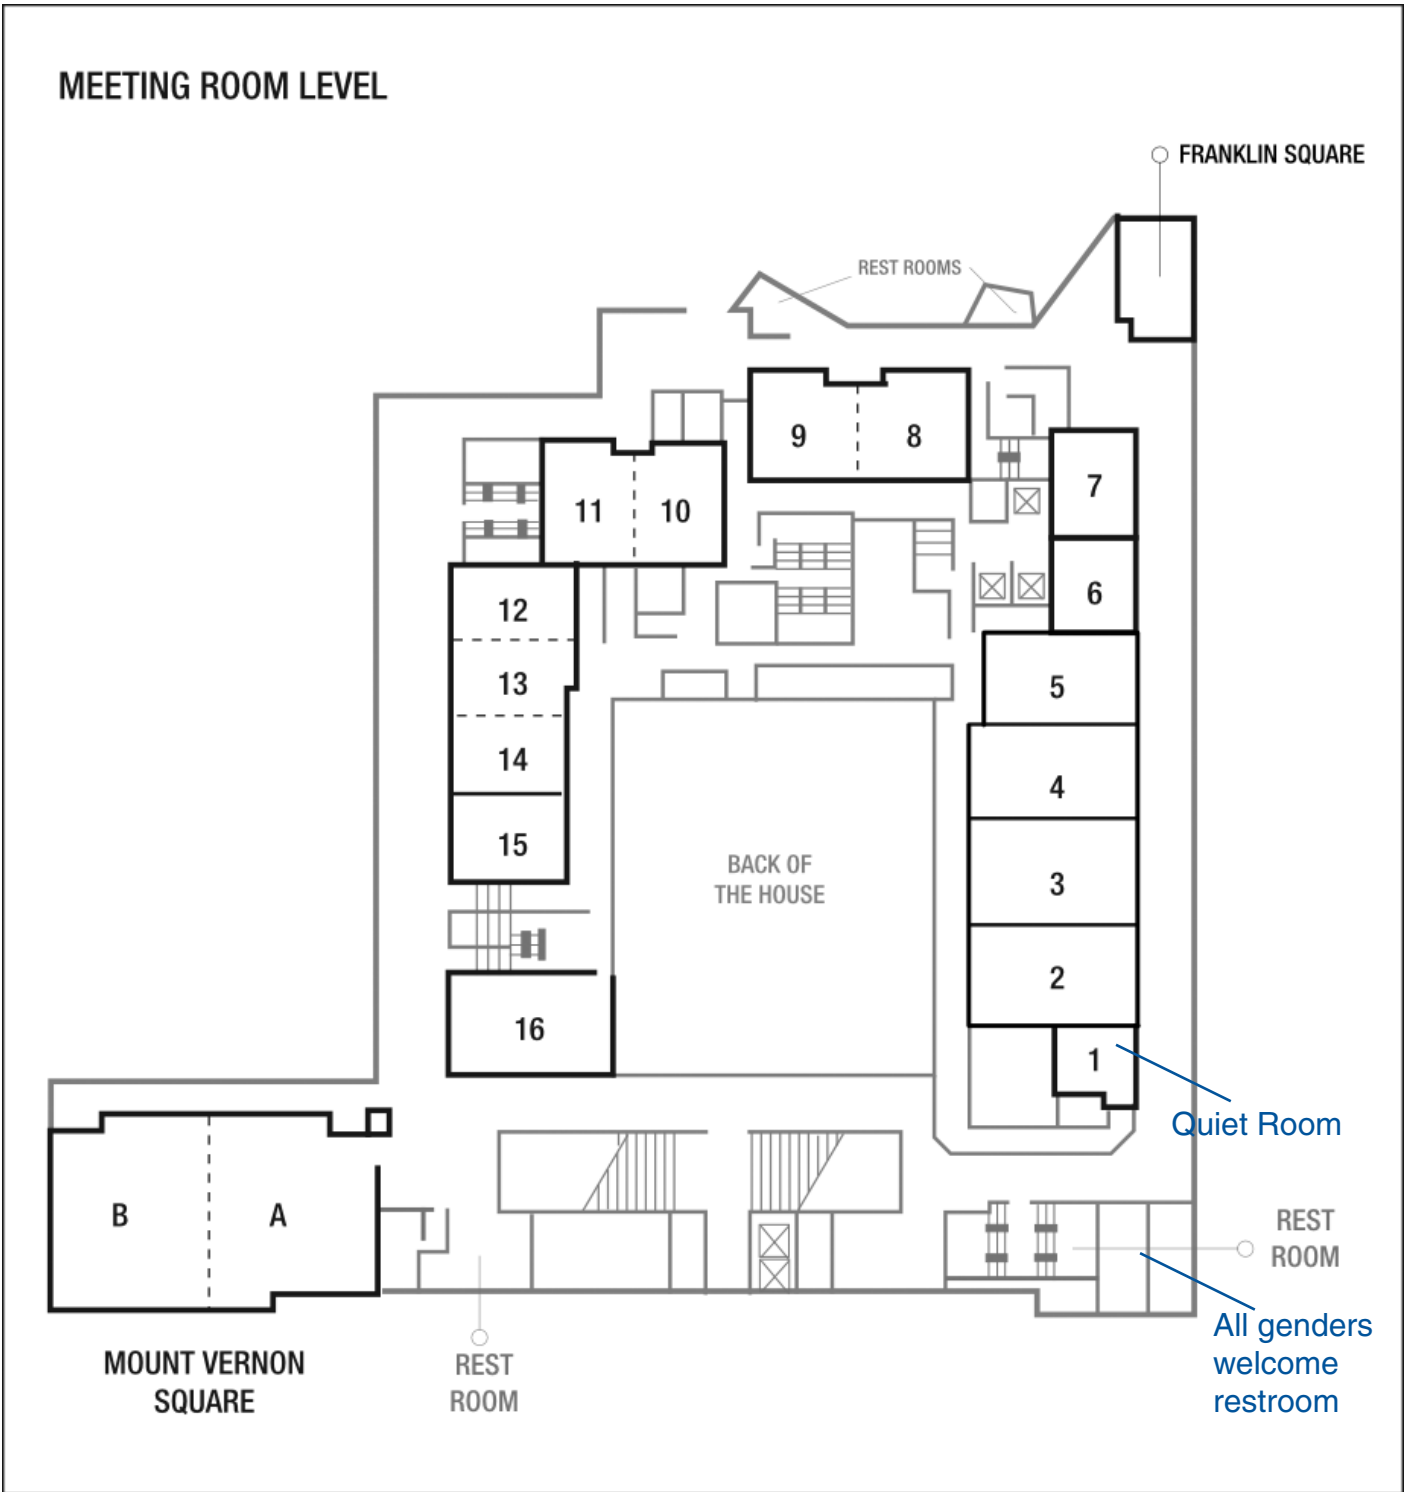 MEETING ROOM LEVEL
FRANKLIN SQUARE
REST ROOMS
9
8
7
11
10
6
12
13
5
14
4
15
BACK OF
THE HOUSE
3
2
16
1
Quiet Room
B
A
REST
ROOM
All genders
welcome
restroom
MOUNT VERNON
SQUARE
REST
ROOM